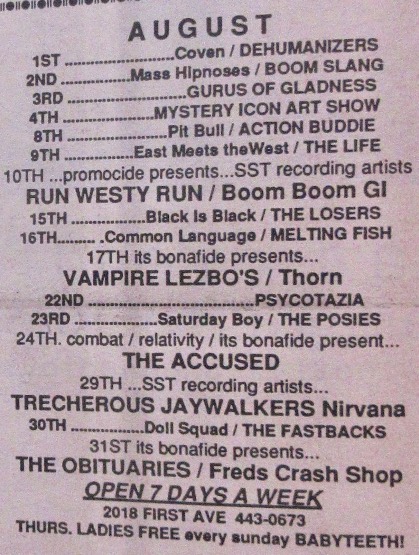 AUGUST
1ST ..........................Coven / DEHUMANIZERS
2ND ................Mass Hipnoses / BOOM SLANG
3RD ............................GURUS OF GLADNESS
4TH .....................MYSTERY ICON ART SHOW
8TH .........................Pit Bull / ACTION BUDDIE
9TH ................East Meets theWest / THE LIFE
10TH ...promocide presents...SST recording artists
RUN WESTY RUN / Boom Boom GI
15TH ...................Black Is Black / THE LOSERS
16TH......... .Common Language / MELTING FISH
17TH its bonafide presents...
VAMPIRE LEZBO'S / Thorn
22ND .......................................PSYCOTAZIA
23RD ....................Saturday Boy / THE POSIES
24TH. combat / relativity / its bonafide present...
THE ACCUSED
29TH ...SST recording artists...
TRECHEROUS JAYWALKERS Nirvana
30TH ..................Doll Squad / THE FASTBACKS
31ST its bonafide presents...
THE OBITUARIES / Freds Crash Shop
OPEN 7 DAYS A WEEK
2018 FIRST AVE 443-0673
THURS. LADIES FREE every sunday BABYTEETH!